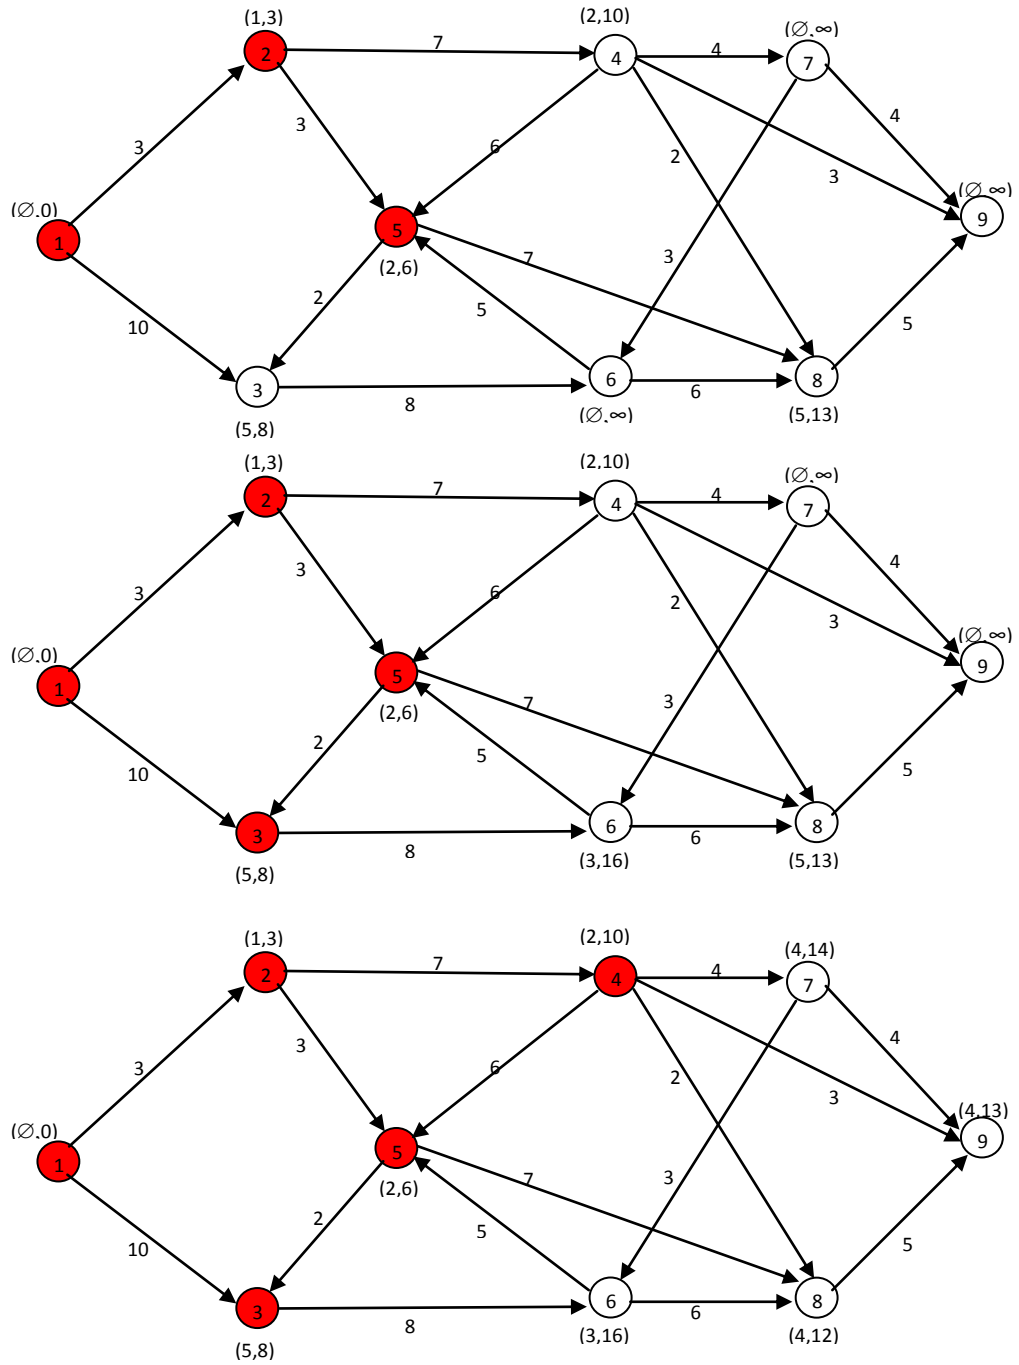 (1,3) (2,10) (∅,∞)
2 7 4 4 7
3 3 6 2 3 4
(∅,0) (∅,∞)
1 5 9
(2,6) 3 7
10 2 5 5
3 8 6 6 8
(5,8) (∅,∞) (5,13)
(1,3) (2,10) (∅,∞)
2 7 4 4 7
3 3 6 2 3 4
(∅,0) (∅,∞)
1 5 9
(2,6) 3 7
10 2 5 5
3 8 6 6 8
(5,8) (3,16) (5,13)
(1,3) (2,10) (4,14)
2 7 4 4 7
3 3 6 2 3 4
(∅,0) (4,13)
1 5 9
(2,6) 3 7
10 2 5 5
3 8 6 6 8
(5,8) (3,16) (4,12)